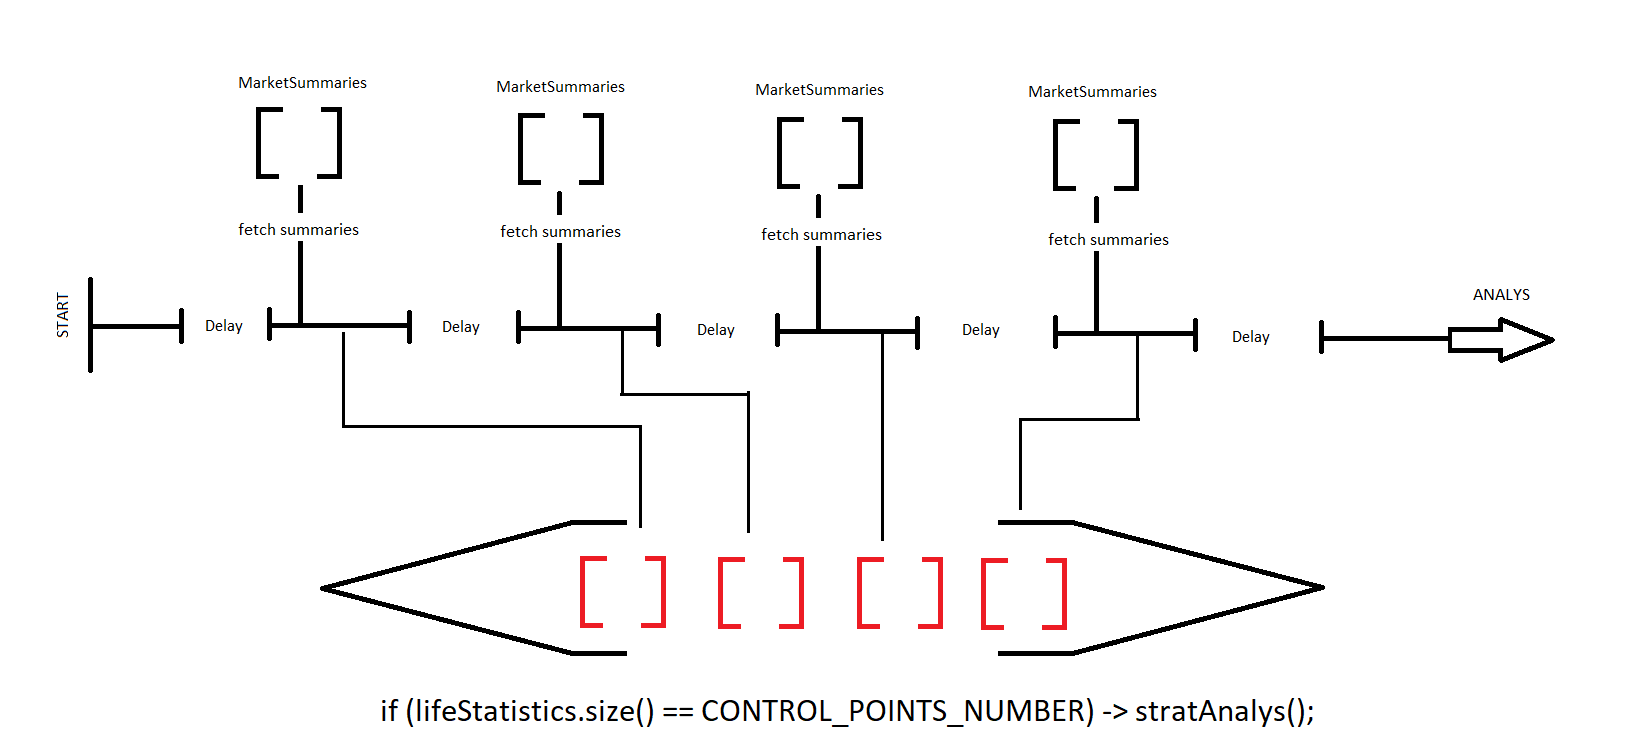 MarketSummaries
MarketSummaries
MarketSummaries
MarketSummaries
fetch summaries
fetch summaries
fetch summaries
fetch summaries
START
Delay
Delay
Delay
Delay
Delay
ANALYS
if (lifeStatistics.size() == CONTROL_POINTS_NUMBER) -> stratAnalys();